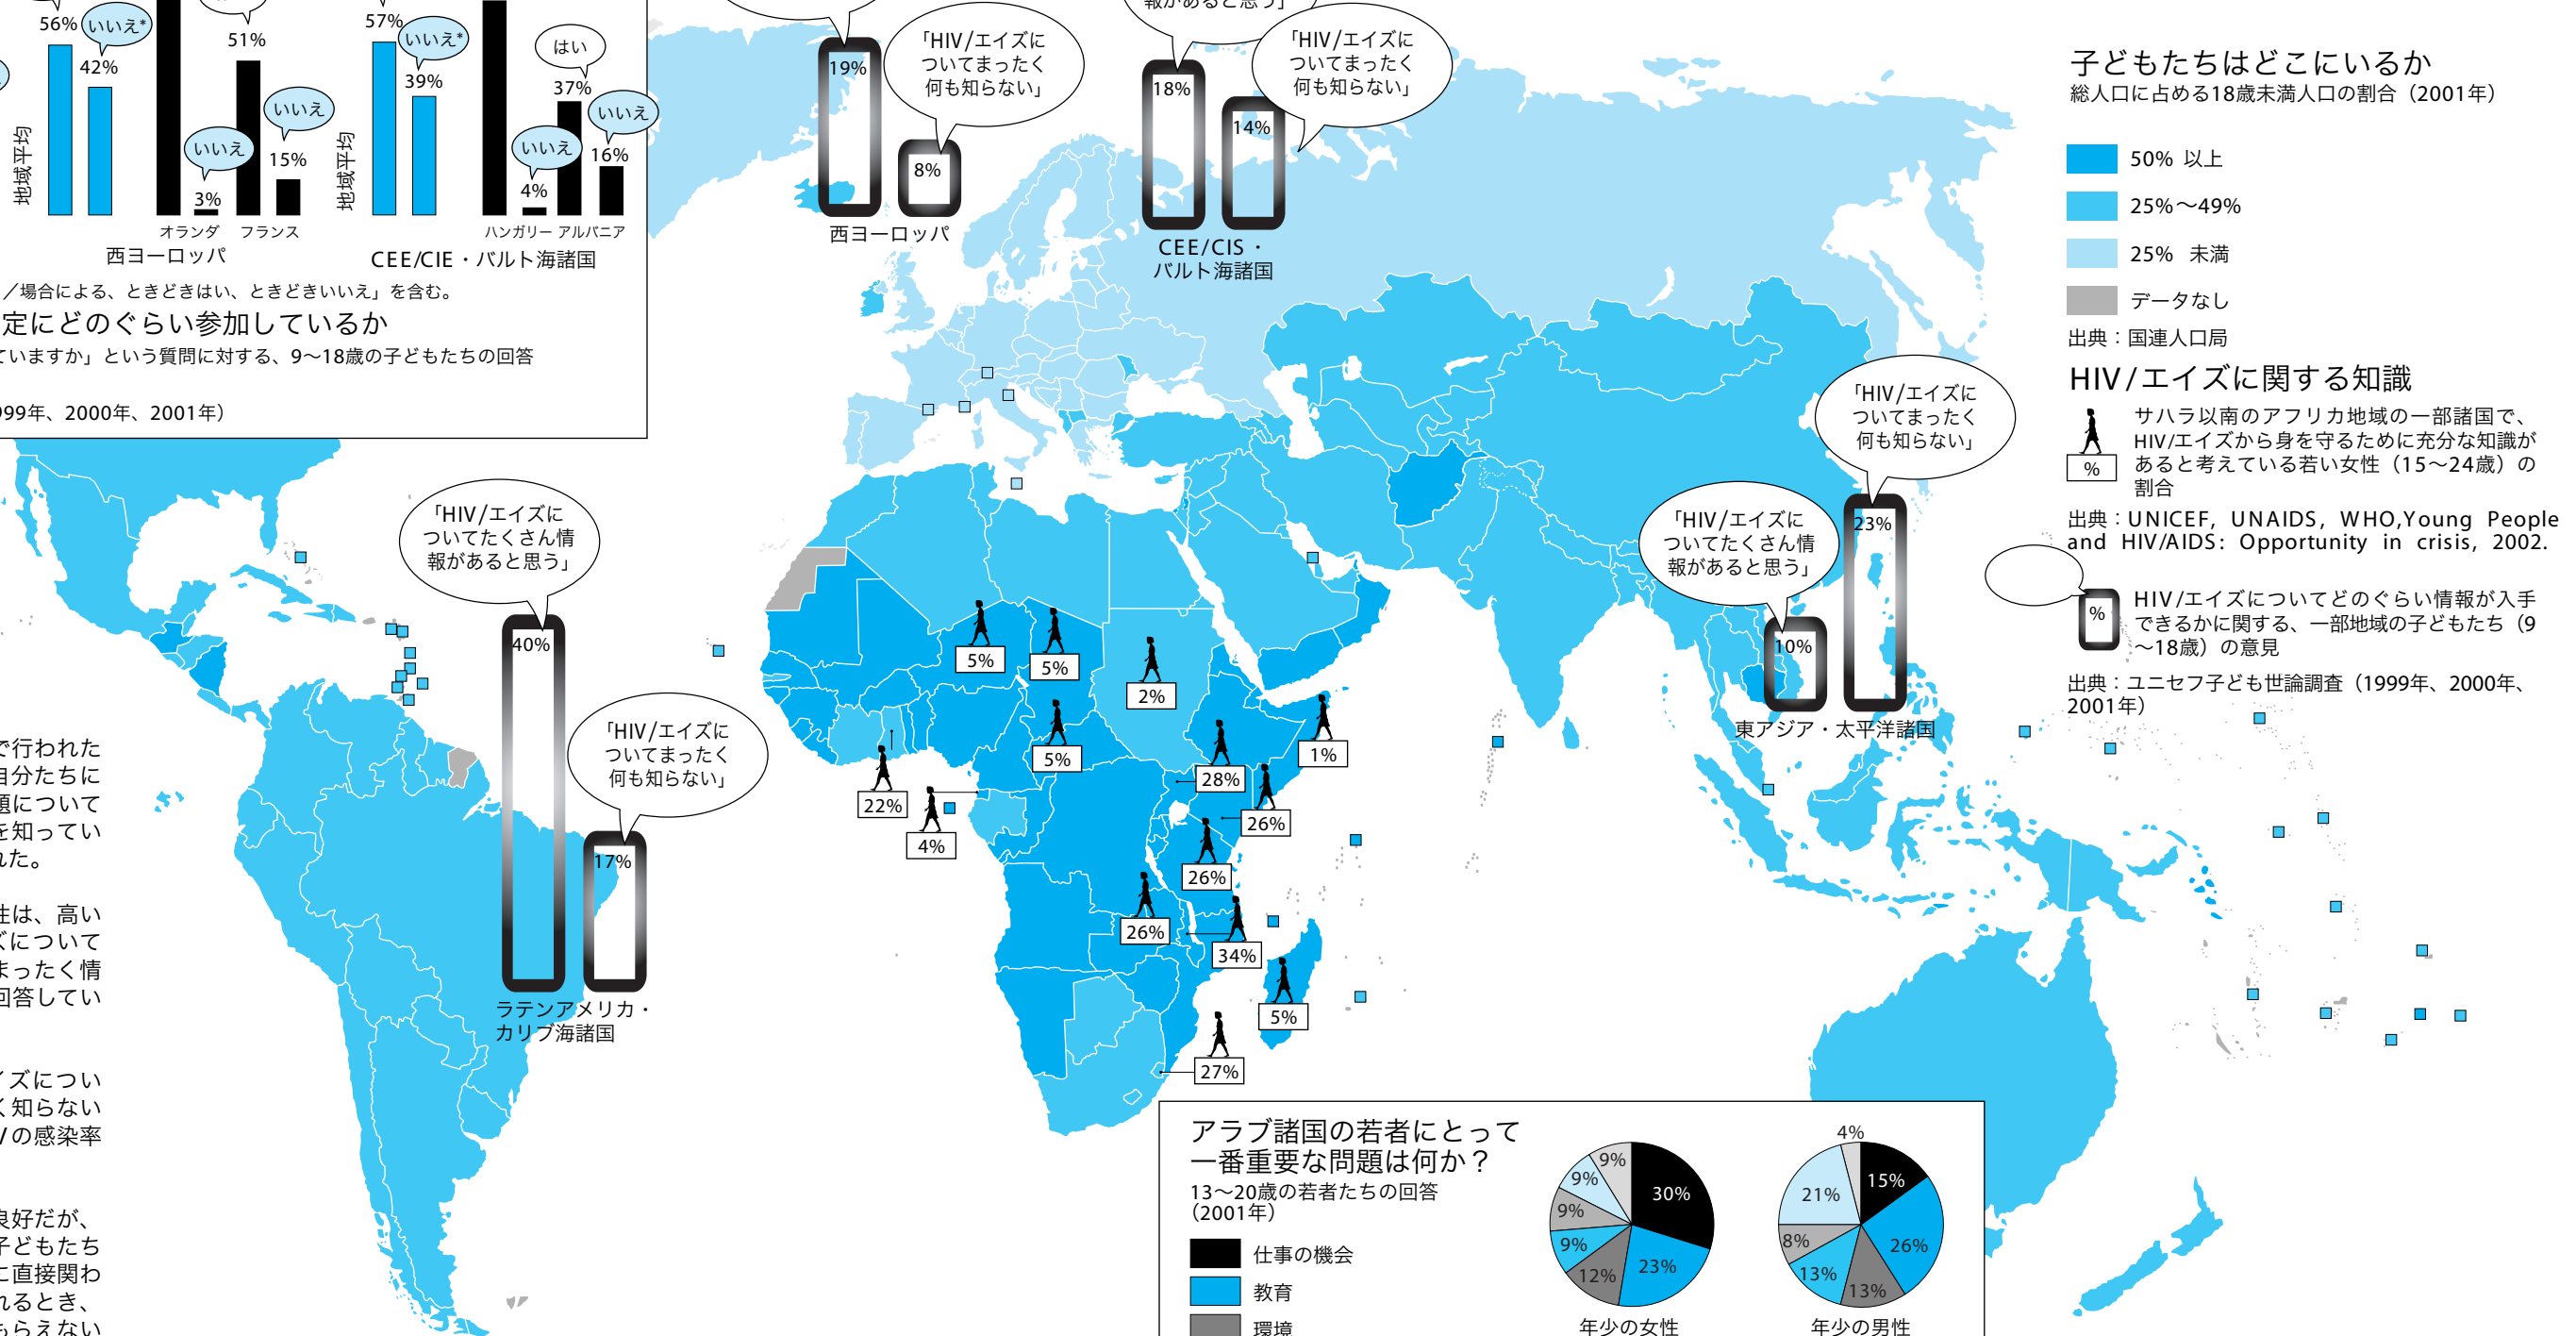 56%
いいえ*
42%
地域平均
いいえ
3%
51%
いいえ
15%
オランダ フランス
西ヨーロッパ
57%
いいえ*
39%
地域平均
いいえ
4%
はい
37%
いいえ
16%
ハンガリー アルバニア
CEE/CIE・バルト海諸国
／場合による、ときどきはい、ときどきいいえ」を含む。
定にどのぐらい参加しているか
ていますか」という質問に対する、9〜18歳の子どもたちの回答
999年、2000年、2001年）
19%
「HIV/エイズに
ついてまったく
何も知らない」
8%
西ヨーロッパ
報があると思う」
18%
「HIV/エイズに
ついてまったく
何も知らない」
14%
CEE/CIS・
バルト海諸国
子どもたちはどこにいるか
総人口に占める18歳未満人口の割合（2001年）
50% 以上
25%〜49%
25% 未満
データなし
出典：国連人口局
HIV/エイズに関する知識
%
サハラ以南のアフリカ地域の一部諸国で、
HIV/エイズから身を守るために充分な知識が
あると考えている若い女性（15〜24歳）の
割合
出典：UNICEF, UNAIDS, WHO,Young People
and HIV/AIDS: Opportunity in crisis, 2002.
%
HIV/エイズについてどのぐらい情報が入手
できるかに関する、一部地域の子どもたち（9
〜18歳）の意見
出典：ユニセフ子ども世論調査（1999年、2000年、
2001年）
「HIV/エイズに
ついてたくさん情
報があると思う」
40%
「HIV/エイズに
ついてまったく
何も知らない」
17%
ラテンアメリカ・
カリブ海諸国
「HIV/エイズに
ついてたくさん情
報があると思う」
10%
「HIV/エイズに
ついてまったく
何も知らない」
23%
東アジア・太平洋諸国
5%
5%
2%
5%
1%
28%
22%
4%
26%
26%
26%
34%
5%
27%
で行われた
自分たちに
題について
を知ってい
れた。
性は、高い
ズについて
まったく情
回答してい
イズについ
く知らない
Vの感染率
良好だが、
子どもたち
に直接関わ
れるとき、
もらえない
アラブ諸国の若者にとって
一番重要な問題は何か？
13〜20歳の若者たちの回答
（2001年）
仕事の機会
教育
環境
30%
23%
12%
9%
9%
9%
9%
年少の女性
15%
26%
13%
13%
8%
21%
4%
年少の男性